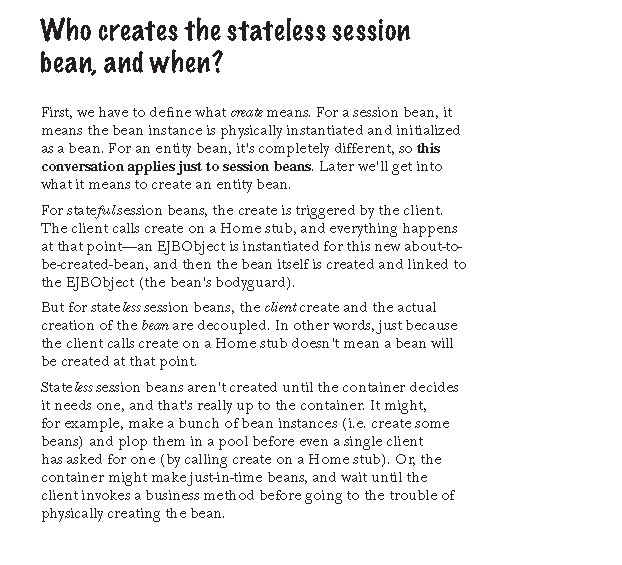 Who creates the stateless session
bean, and when?
First, we have to define what create means. For a session bean, it
means the bean instance is physically instantiated and initialized
as a bean. For an entity bean, it's completely different, so this
conversation applies just to session beans. Later we'll get into
what it means to create an entity bean.
For stateful session beans, the create is triggered by the client.
The client calls create on a Home stub, and everything happens
at that point—an EJBObject is instantiated for this new about-to-
be-created-bean, and then the bean itself is created and linked to
the EJBObject (the bean's bodyguard).
But for stateless session beans, the client create and the actual
creation of the bean are decoupled. In other words, just because
the client calls create on a Home stub doesn't mean a bean will
be created at that point.
Stateless session beans aren't created until the container decides
it needs one, and that's really up to the container. It might,
for example, make a bunch of bean instances (i.e. create some
beans) and plop them in a pool before even a single client
has asked for one (by calling create on a Home stub). Or, the
container might make just-in-time beans, and wait until the
client invokes a business method before going to the trouble of
physically creating the bean.